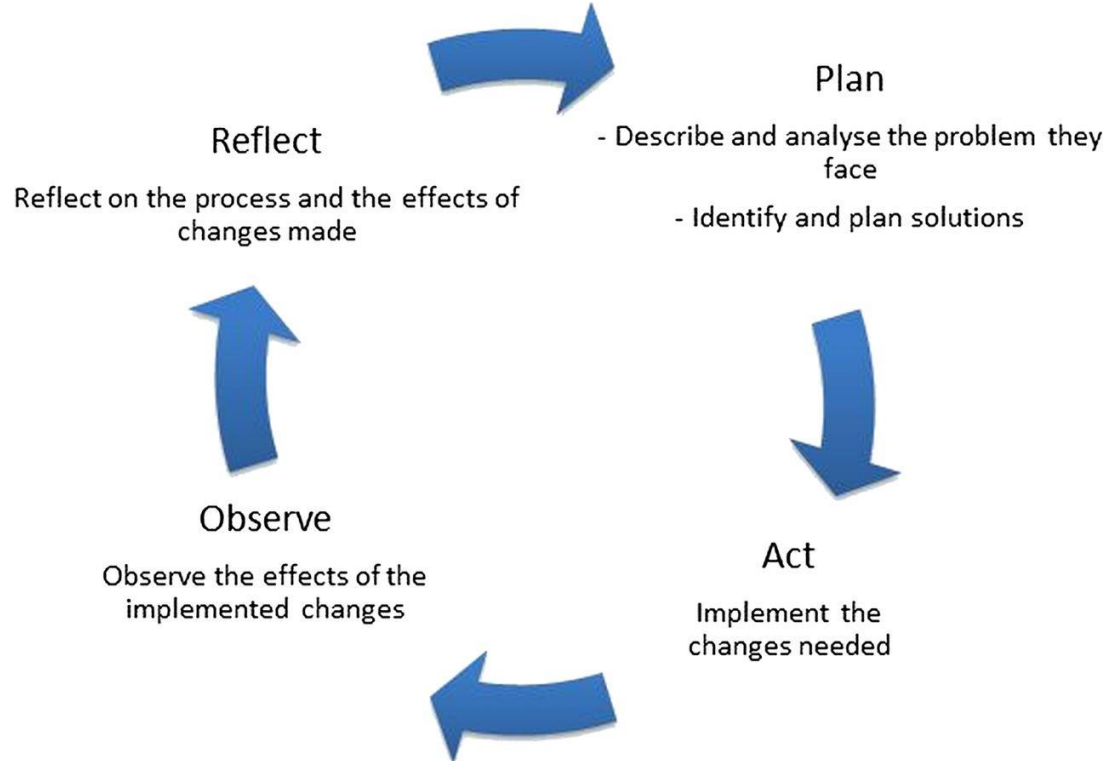 Plan
- Describe and analyse the problem they
face
- Identify and plan solutions
Act
Implement the
changes needed
Observe
Observe the effects of the
implemented changes
Reflect
Reflect on the process and the effects of
changes made